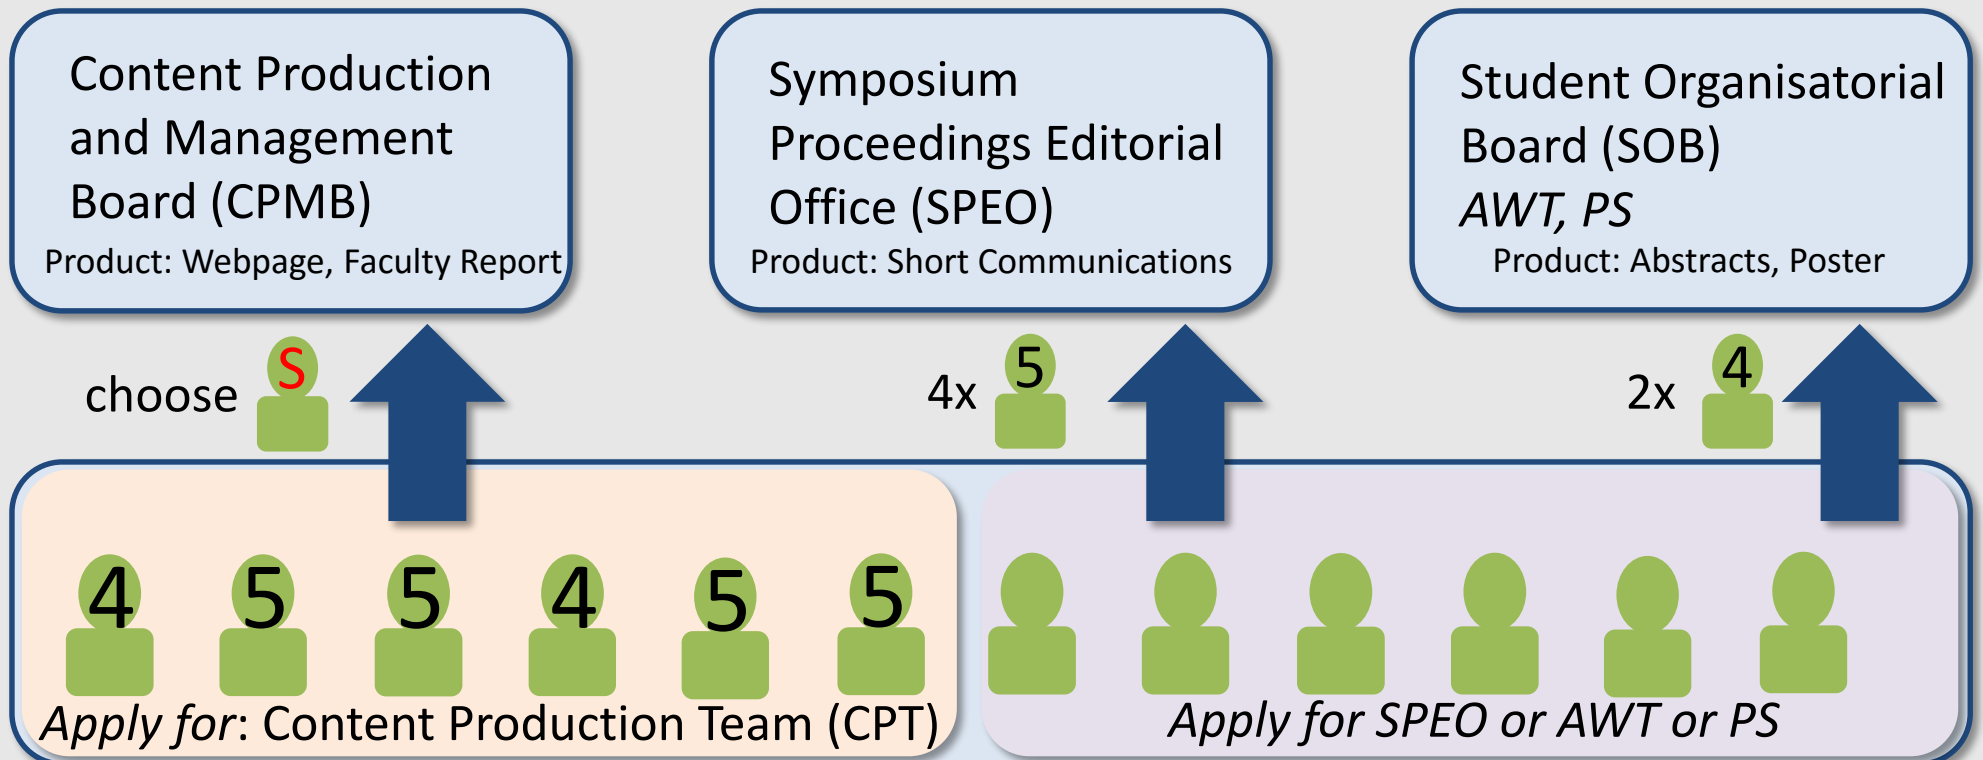 Content Production
and Management
Board (CPMB)
Product: Webpage, Faculty Report
Symposium
Proceedings Editorial
Office (SPEO)
Product: Short Communications
Student Organisatorial
Board (SOB)
AWT, PS
Product: Abstracts, Poster
choose S
4x 5
2x 4
4 5 5 4 5 5
Apply for: Content Production Team (CPT)
Apply for SPEO or AWT or PS